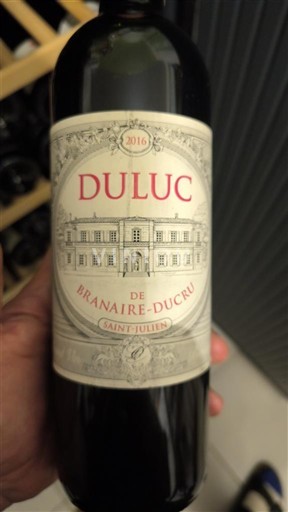 2016
DULUC
DE
BRANAIRE-DUCRU
SAINT-JULIEN